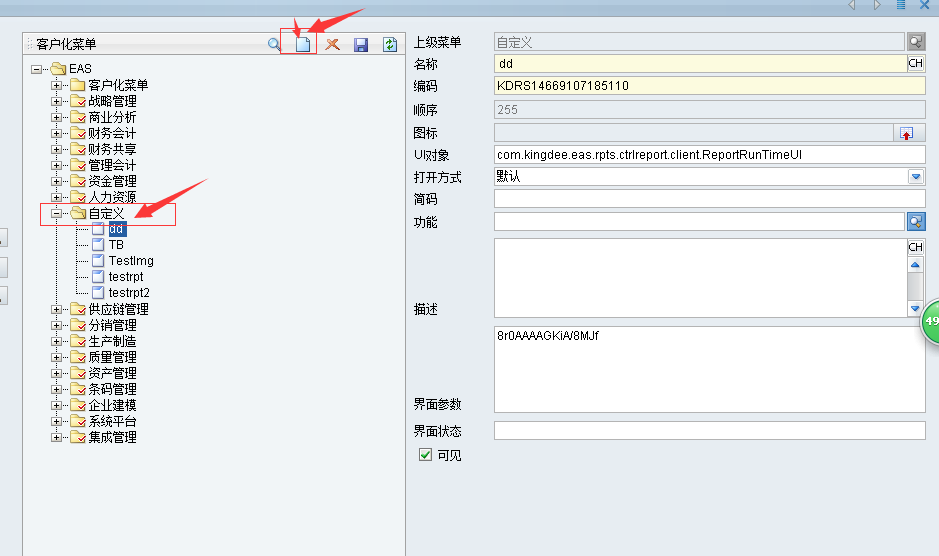 客户化菜单
EAS
客户化菜单
战略管理
商业分析
财务会计
财务共享
管理会计
资金管理
人力资源
自定义
dd
TB
TestImg
testrpt
testrpt2
供应链管理
分销管理
生产制造
质量管理
资产管理
条码管理
企业建模
系统平台
集成管理
上级菜单 自定义
名称 dd CH
编码 KDRS14669107185110
顺序 255
图标
UI对象 com.kingdee.eas.rpts.ctrlreport.client.ReportRunTimeUI
打开方式 默认
简码
功能
描述 CH
界面参数 8r0AAAAGKiA/8MJf
界面状态
可见
49